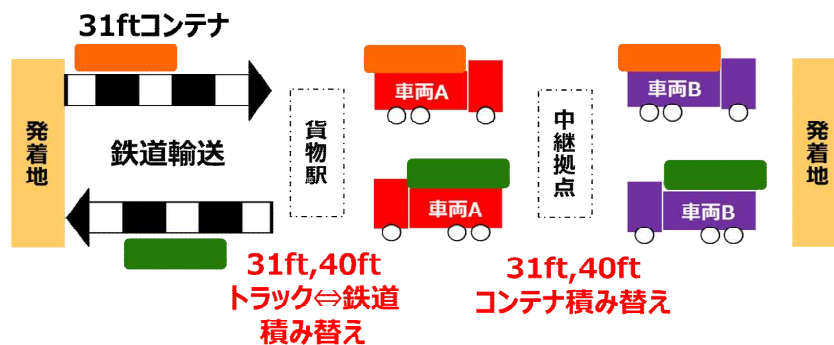 31ftコンテナ
発着地
鉄道輸送
貨物駅
車両A
車両A
中継拠点
車両B
車両B
発着地
31ft,40ft
トラック⇔鉄道
積み替え
31ft,40ft
コンテナ積み替え